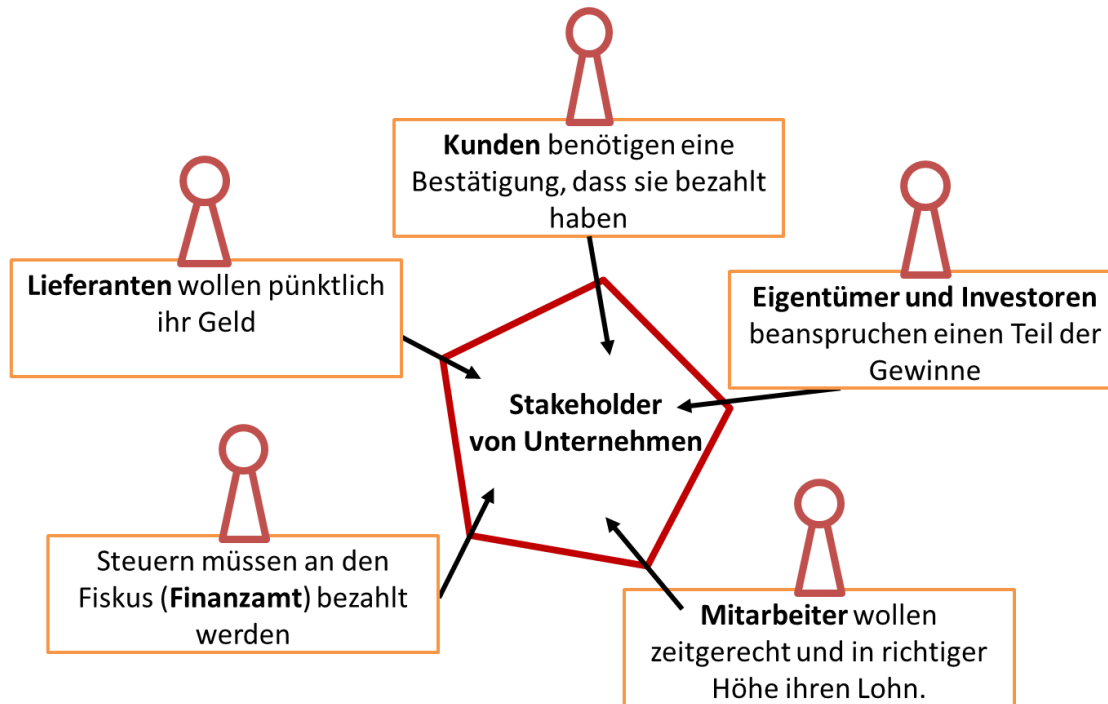 Kunden benötigen eine
Bestätigung, dass sie bezahlt
haben
Lieferanten wollen pünktlich
ihr Geld
Eigentümer und Investoren
beanspruchen einen Teil der
Gewinne
Stakeholder
von Unternehmen
Steuern müssen an den
Fiskus (Finanzamt) bezahlt
werden
Mitarbeiter wollen
zeitgerecht und in richtiger
Höhe ihren Lohn.